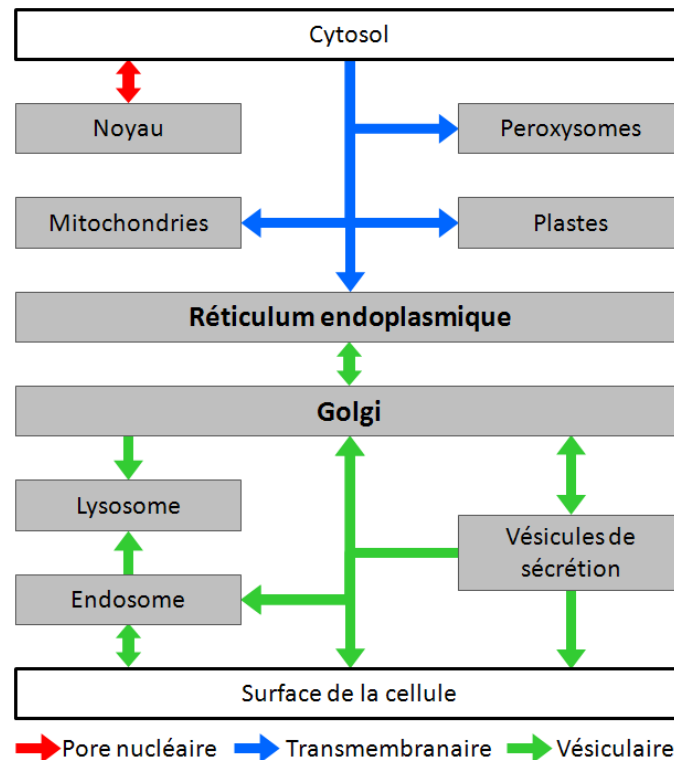 Cytosol
Noyau
Peroxysomes
Mitochondries
Plastes
Réticulum endoplasmique
Golgi
Lysosome
Vésicules de
sécrétion
Endosome
Surface de la cellule
Pore nucléaire
Transmembranaire
Vésiculaire